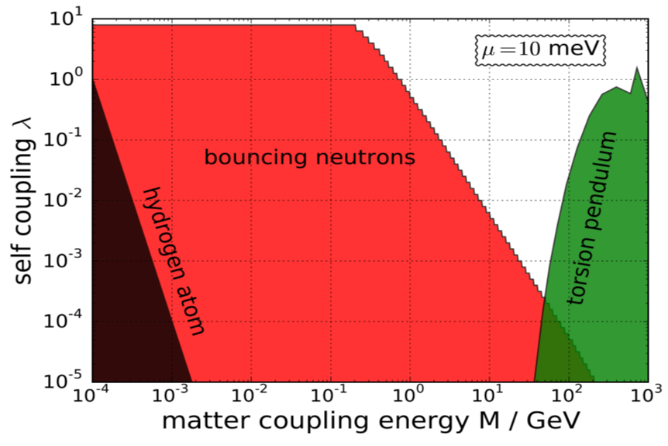 10^1
10^0
10^-1
10^-2
10^-3
10^-4
10^-5
self coupling λ
μ=10 meV
bouncing neutrons
hydrogen atom
torsion pendulum
10^-4 10^-3 10^-2 10^-1 10^0 10^1 10^2 10^3
matter coupling energy M / GeV